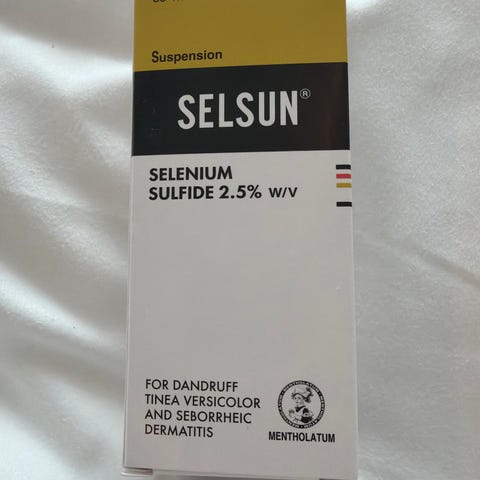 Suspension
SELSUN®
SELENIUM
SULFIDE 2.5% W/V
FOR DANDRUFF
TINEA VERSICOLOR
AND SEBORRHEIC
DERMATITIS
MENTHOLATUM